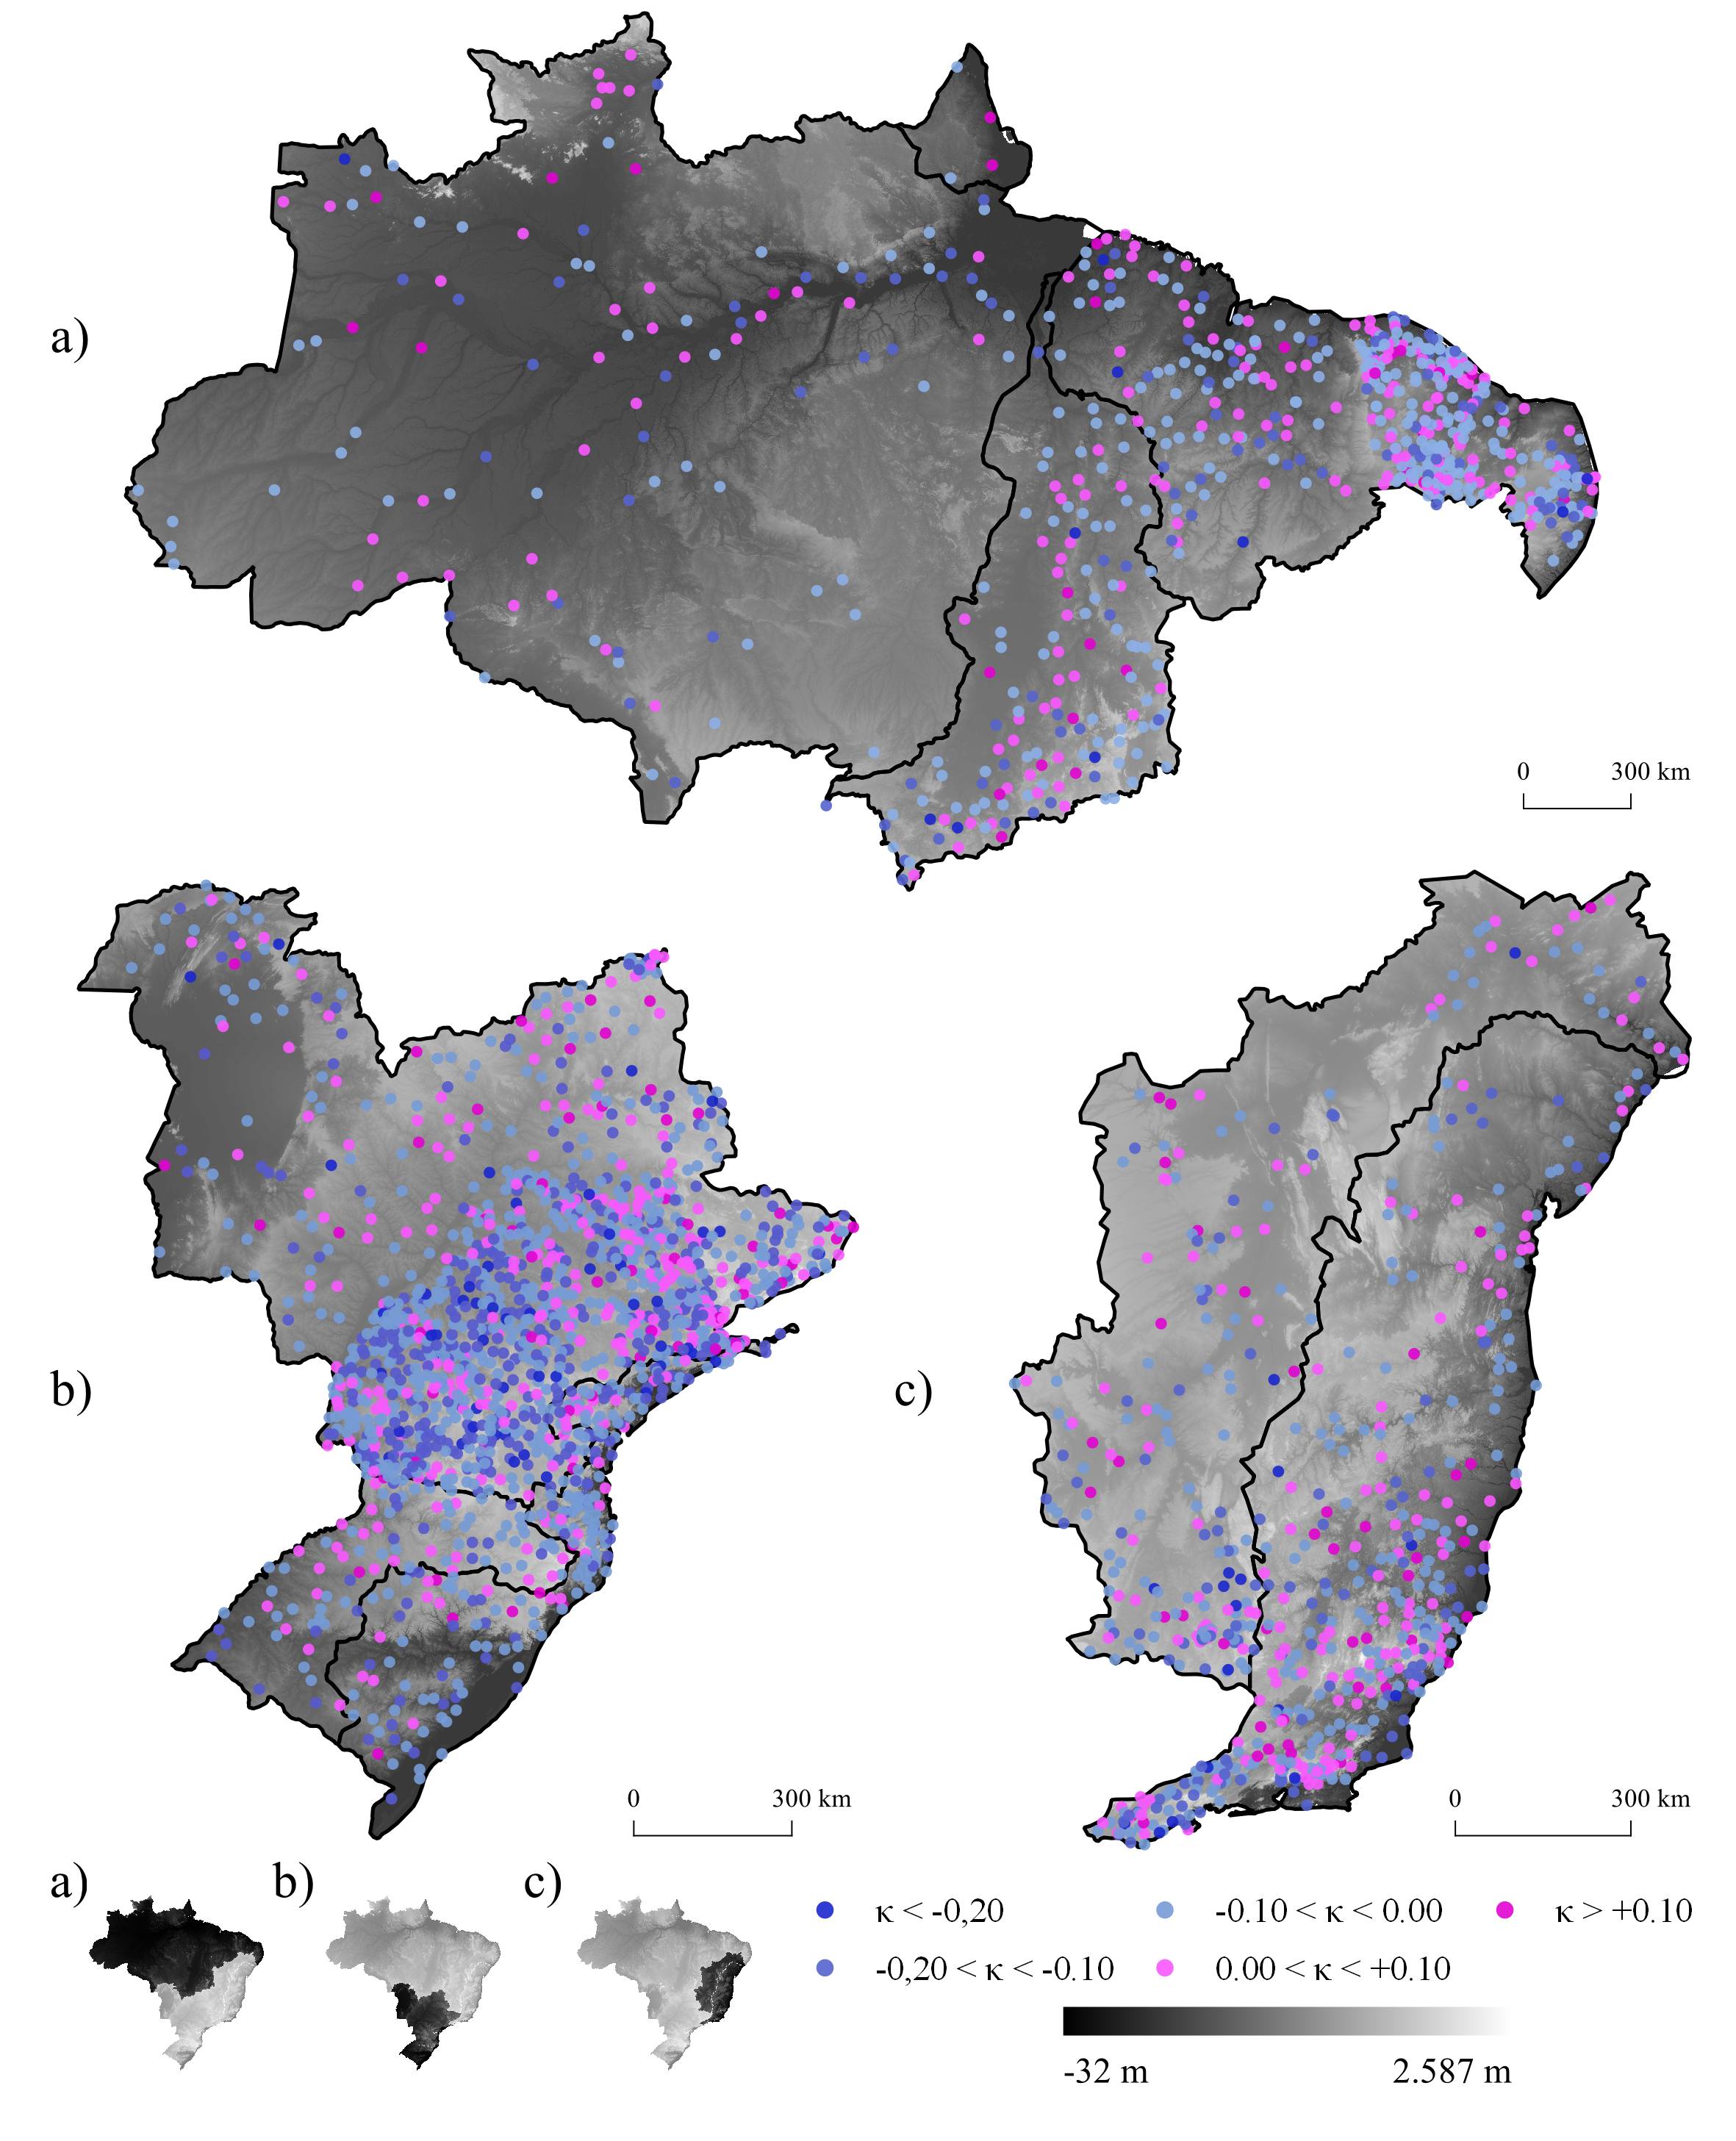 a)
0 300 km
b)
c)
0 300 km
0 300 km
a) b) c)
κ < -0,20 -0.10 < κ < 0.00 κ > +0.10
-0,20 < κ < -0.10 0.00 < κ < +0.10
-32 m 2.587 m